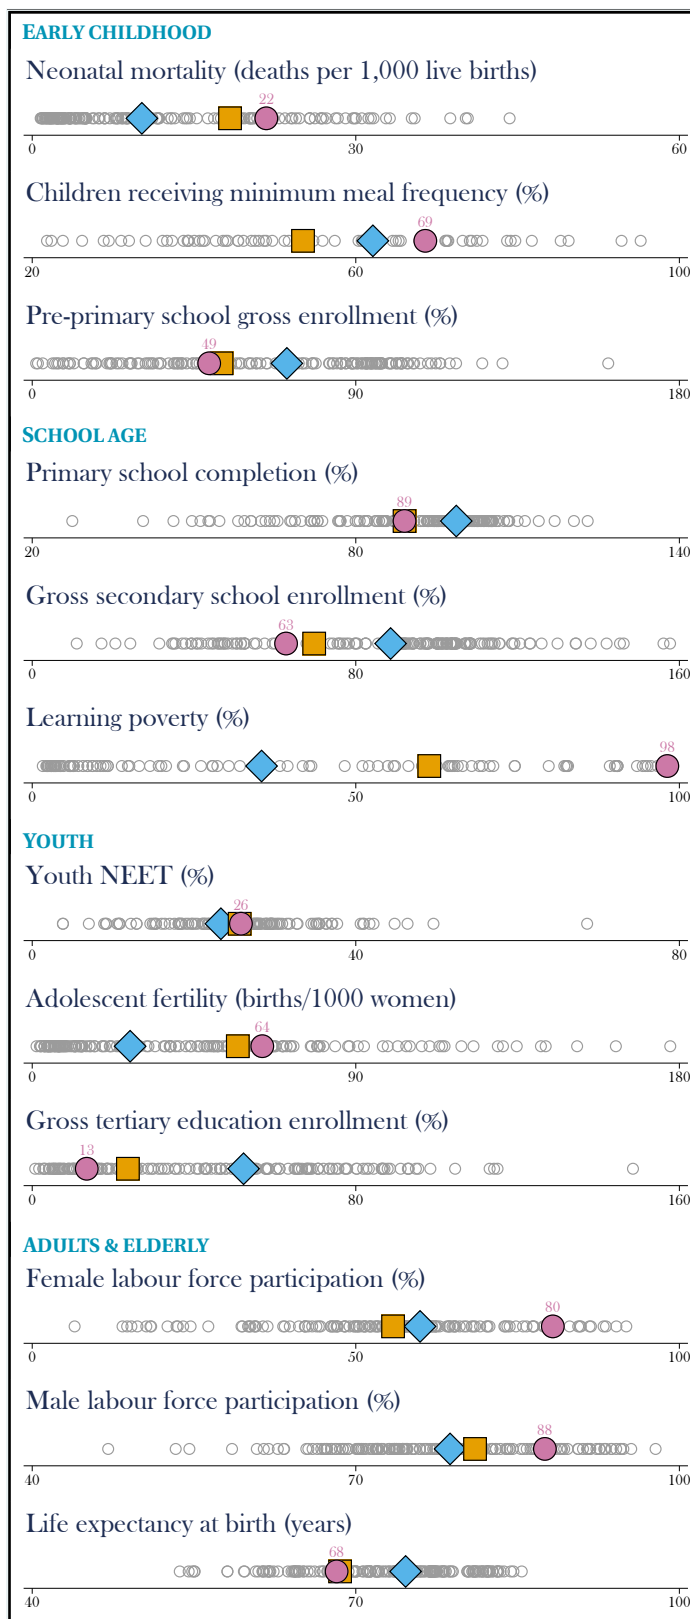 EARLY CHILDHOOD
Neonatal mortality (deaths per 1,000 live births)
22
0 30 60
Children receiving minimum meal frequency (%)
69
20 60 100
Pre-primary school gross enrollment (%)
49
0 90 180
SCHOOL AGE
Primary school completion (%)
89
20 80 140
Gross secondary school enrollment (%)
63
0 80 160
Learning poverty (%)
98
0 50 100
YOUTH
Youth NEET (%)
26
0 40 80
Adolescent fertility (births/1000 women)
64
0 90 180
Gross tertiary education enrollment (%)
13
0 80 160
ADULTS & ELDERLY
Female labour force participation (%)
80
0 50 100
Male labour force participation (%)
88
40 70 100
Life expectancy at birth (years)
68
40 70 100